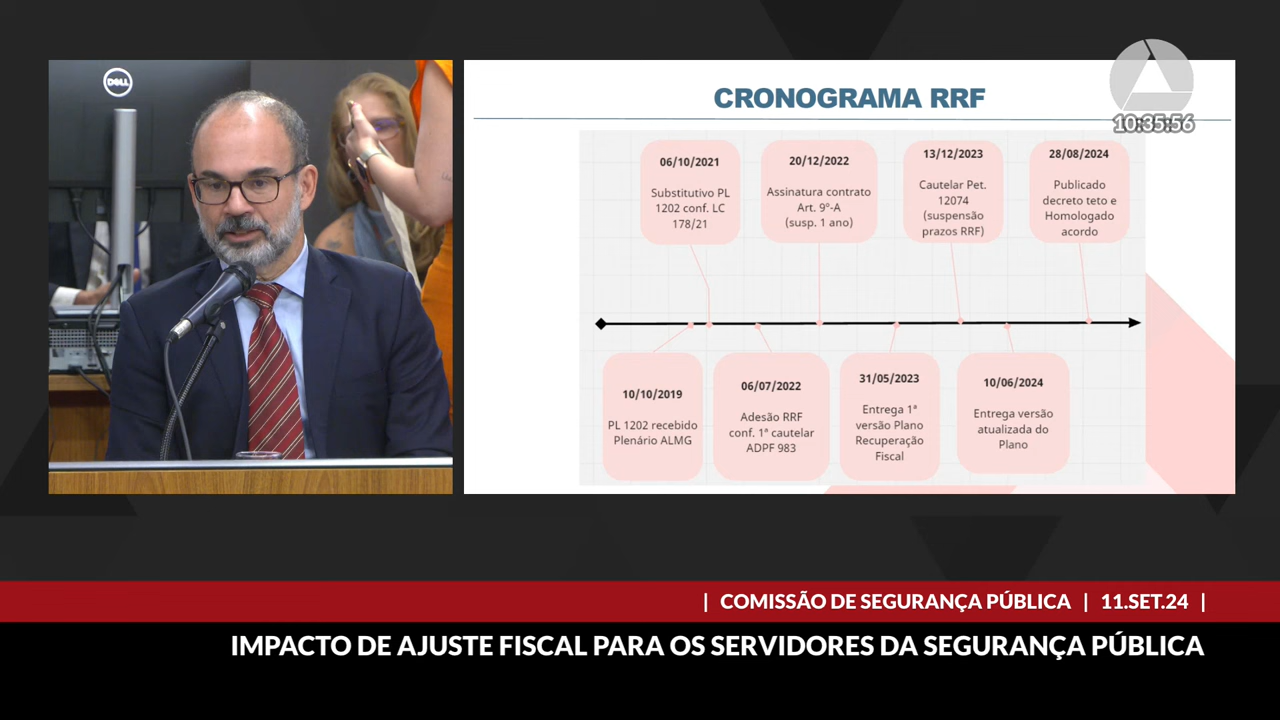 DELL
CRONOGRAMA RRF
10:35:56
06/10/2021
Substitutivo PL
1202 conf. LC
178/21
20/12/2022
Assinatura contrato
Art. 9º-A
(susp. 1 ano)
13/12/2023
Cautelar Pet.
12074
(suspensão
prazos RRF)
28/08/2024
Publicado
decreto teto e
Homologado
acordo
10/10/2019
PL 1202 recebido
Plenário ALMG
06/07/2022
Adesão RRF
conf. 1ª cautelar
ADPF 983
31/05/2023
Entrega 1ª
versão Plano
Recuperação
Fiscal
10/06/2024
Entrega versão
atualizada do
Plano
| COMISSÃO DE SEGURANÇA PÚBLICA | 11.SET.24 |
IMPACTO DE AJUSTE FISCAL PARA OS SERVIDORES DA SEGURANÇA PÚBLICA